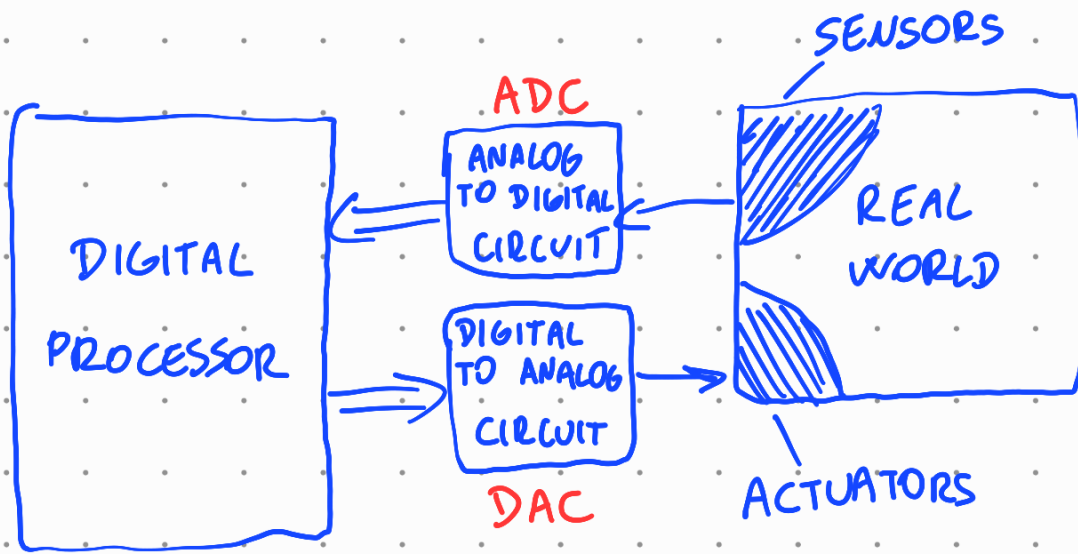 SENSORS
ADC
ANALOG
TO DIGITAL
CIRCUIT
REAL
WORLD
DIGITAL
PROCESSOR
DIGITAL
TO ANALOG
CIRCUIT
DAC
ACTUATORS